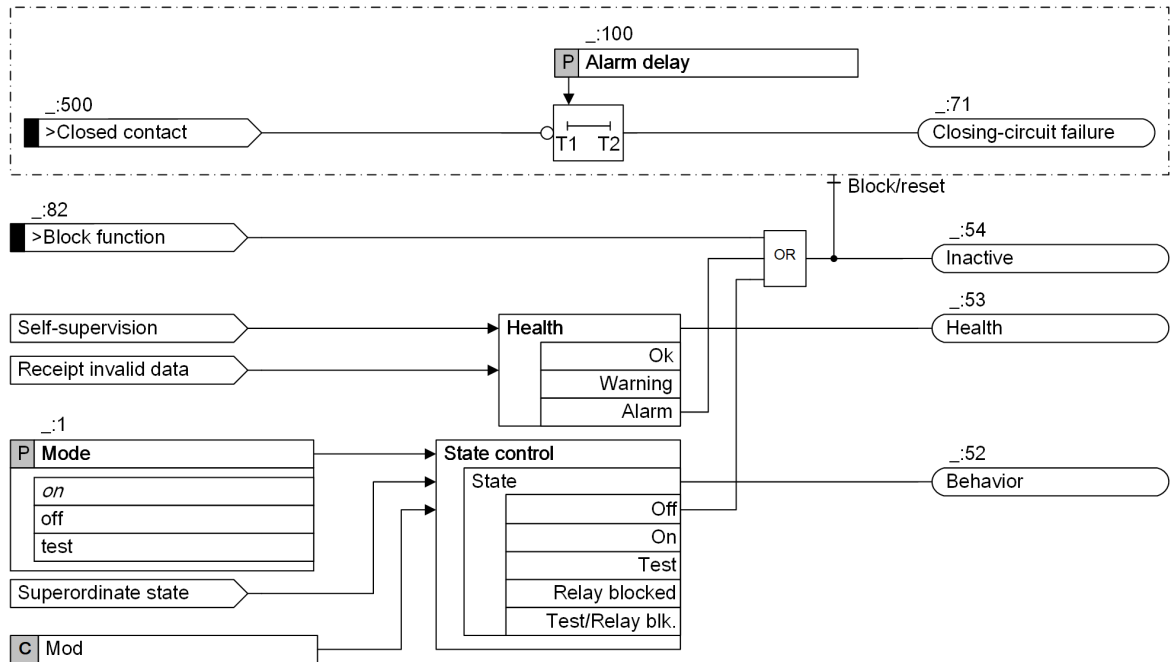 _:100
P Alarm delay
_:500
>Closed contact
T1 T2
_:71
Closing-circuit failure
Block/reset
_:82
>Block function
OR
_:54
Inactive
_:53
Health
Self-supervision
Receipt invalid data
Health
Ok
Warning
Alarm
_:1
P Mode
on
off
test
Superordinate state
C Mod
State control
State
Off
On
Test
Relay blocked
Test/Relay blk.
_:52
Behavior